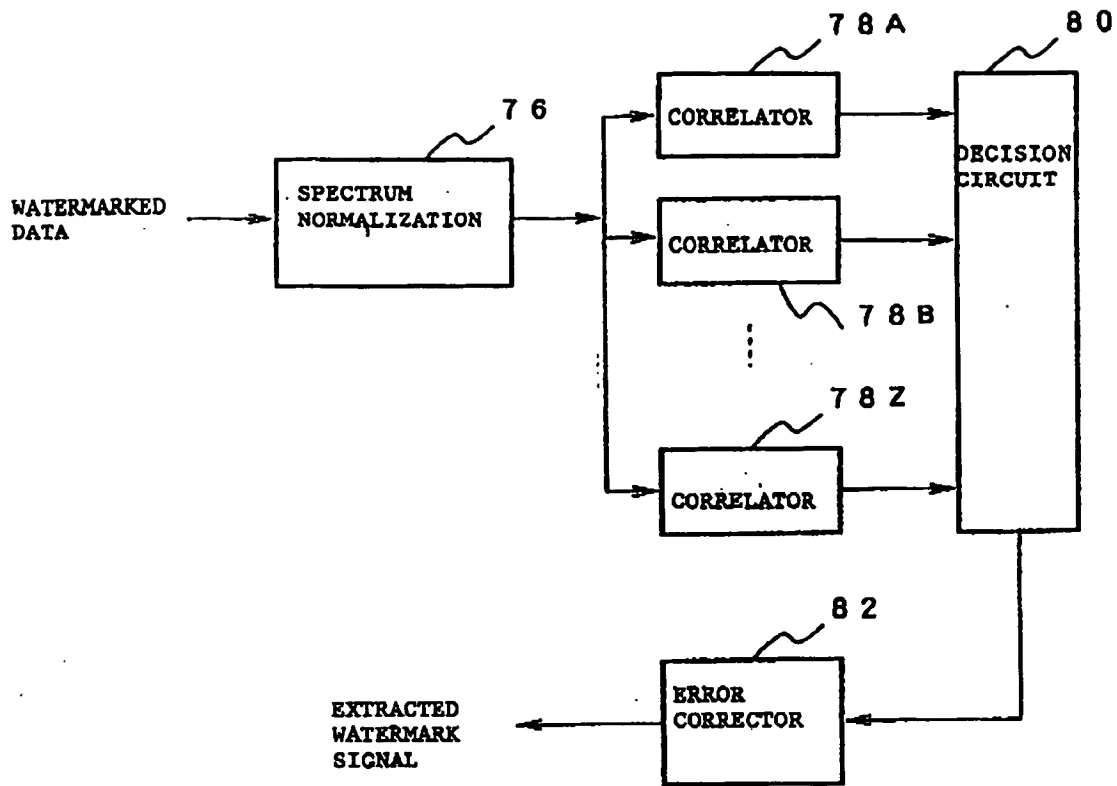 78A
80
CORRELATOR
76
DECISION
CIRCUIT
SPECTRUM
NORMALIZATION
WATERMARKED
DATA
CORRELATOR
78B
78Z
CORRELATOR
82
ERROR
CORRECTOR
EXTRACTED
WATERMARK
SIGNAL